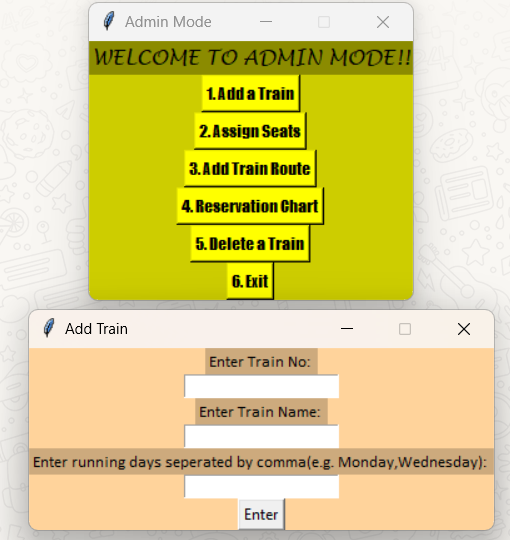 Admin Mode
WELCOME TO ADMIN MODE!!
1. Add a Train
2. Assign Seats
3. Add Train Route
4. Reservation Chart
5. Delete a Train
6. Exit
Add Train
Enter Train No:
Enter Train Name:
Enter running days seperated by comma(e.g. Monday,Wednesday):
Enter